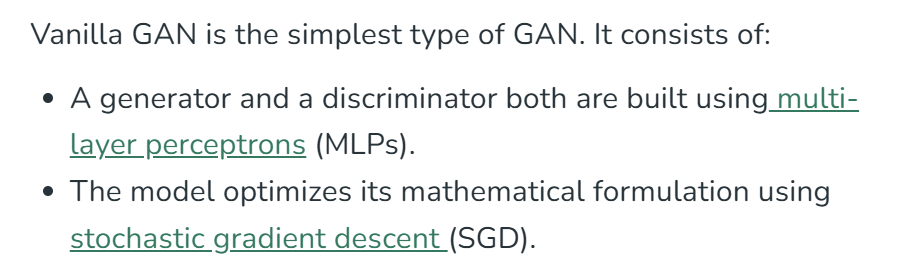 Vanilla GAN is the simplest type of GAN. It consists of:
• A generator and a discriminator both are built using multi-
layer perceptrons (MLPs).
• The model optimizes its mathematical formulation using
stochastic gradient descent (SGD).